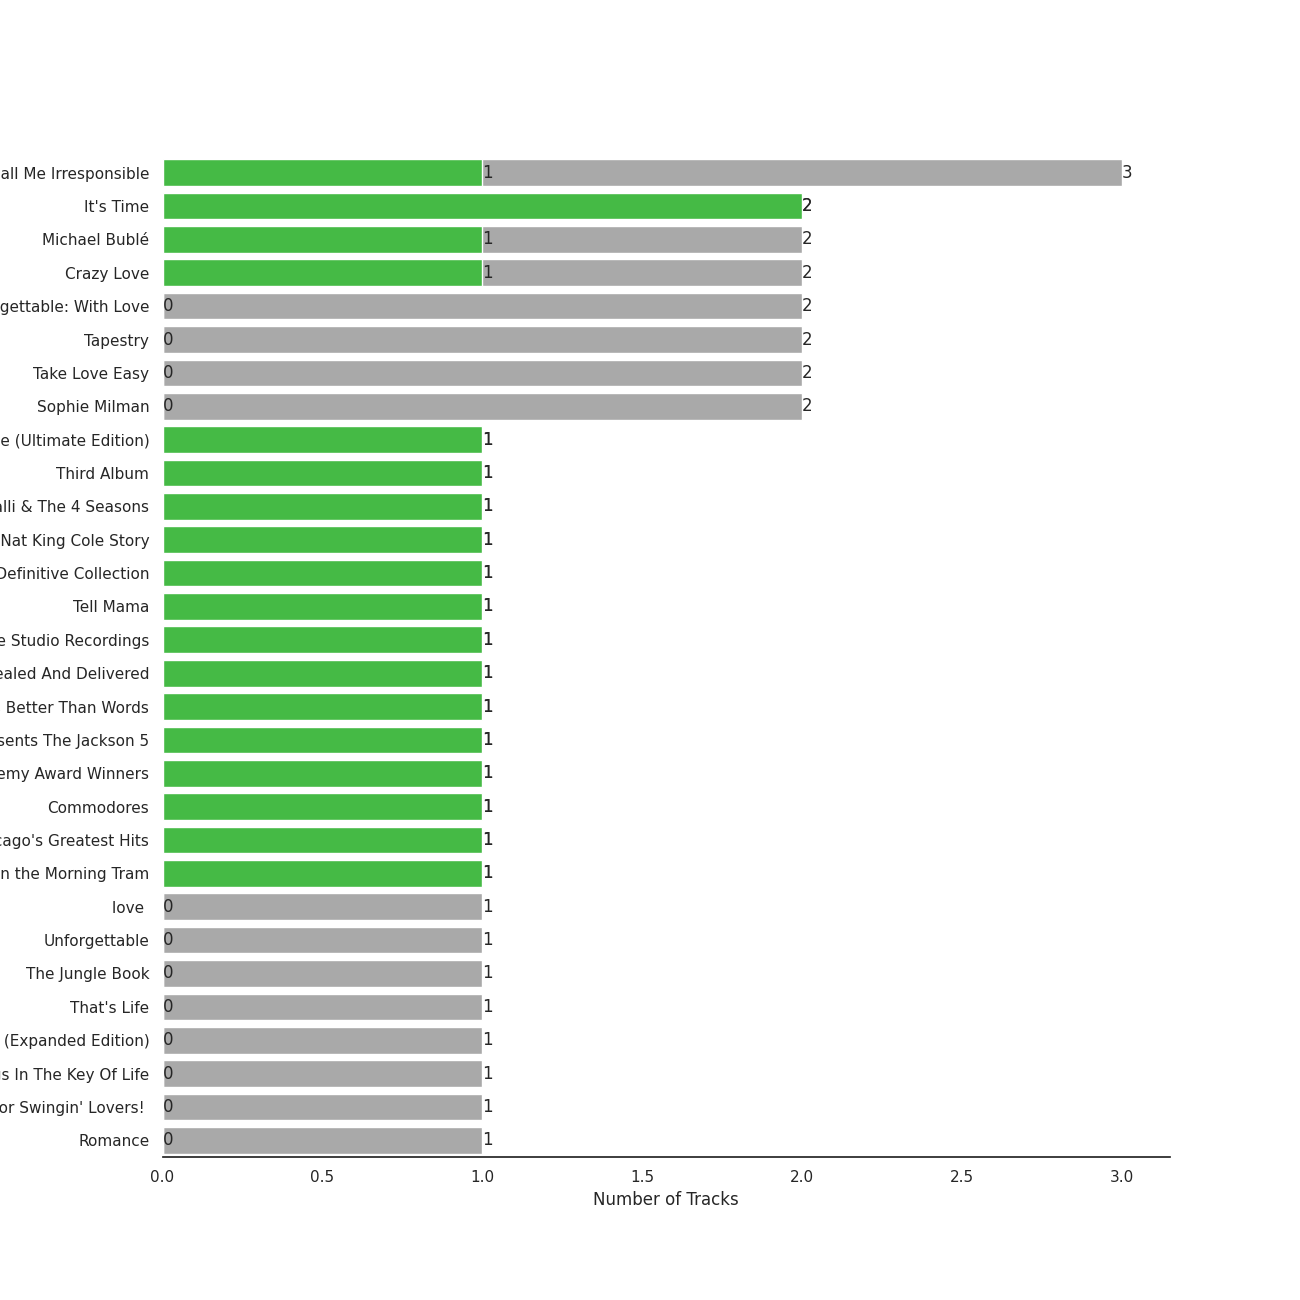 all Me Irresponsible 1 3
It's Time 2
Michael Bublé 1 2
Crazy Love 1 2
gettable: With Love 0 2
Tapestry 0 2
Take Love Easy 0 2
Sophie Milman 0 2
e (Ultimate Edition) 1
Third Album 1
lli & The 4 Seasons 1
Nat King Cole Story 1
Definitive Collection 1
Tell Mama 1
e Studio Recordings 1
ealed And Delivered 1
Better Than Words 1
sents The Jackson 5 1
emy Award Winners 1
Commodores 1
cago's Greatest Hits 1
n the Morning Tram 1
love 0 1
Unforgettable 0 1
The Jungle Book 0 1
That's Life 0 1
(Expanded Edition) 0 1
s In The Key Of Life 0 1
or Swingin' Lovers! 0 1
Romance 0 1
0.0 0.5 1.0 1.5 2.0 2.5 3.0
Number of Tracks